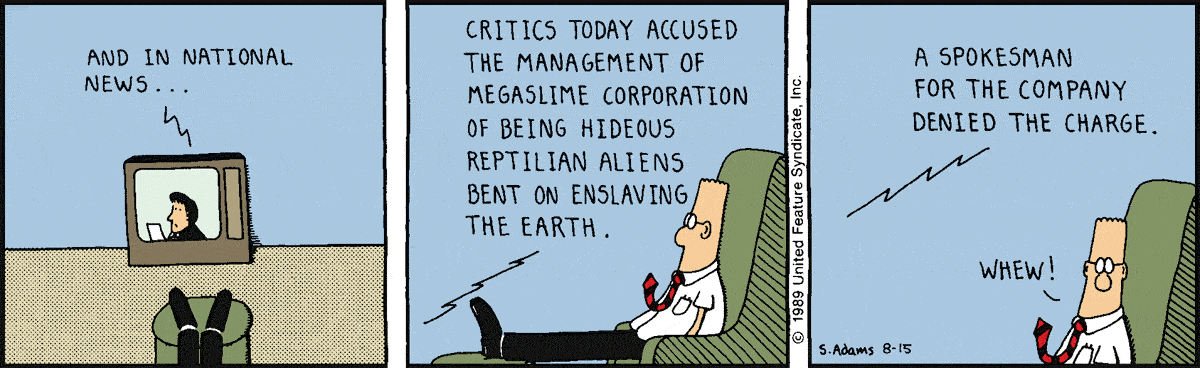 AND IN NATIONAL
NEWS...
CRITICS TODAY ACCUSED
THE MANAGEMENT OF
MEGASLIME CORPORATION
OF BEING HIDEOUS
REPTILIAN ALIENS
BENT ON ENSLAVING
THE EARTH.
© 1989 United Feature Syndicate, Inc.
A SPOKESMAN
FOR THE COMPANY
DENIED THE CHARGE.
WHEW!
S.Adams 8-15